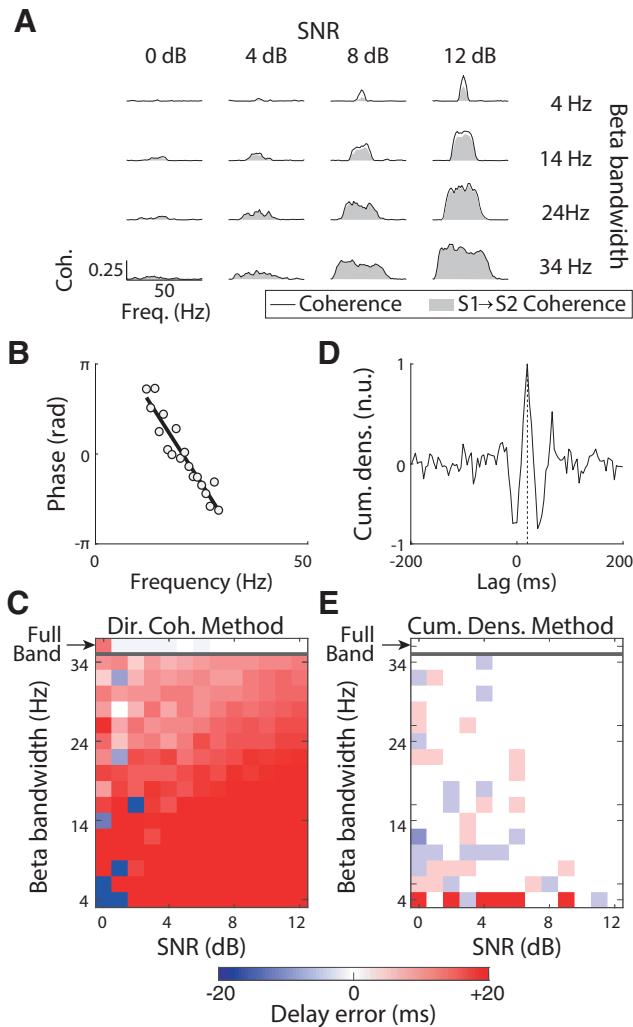 A
SNR
0 dB 4 dB 8 dB 12 dB
4 Hz
14 Hz
24Hz
34 Hz
Beta bandwidth
Coh.
0.25
50
Freq. (Hz)
Coherence S1→S2 Coherence
B
π
0
-π
Phase (rad)
0 50
Frequency (Hz)
D
1
0
-1
Cum. dens. (n.u.)
-200 0 200
Lag (ms)
C
Dir. Coh. Method
Full
Band
34
24
14
4
Beta bandwidth (Hz)
0 4 8 12
SNR (dB)
E
Cum. Dens. Method
Full
Band
34
24
14
4
Beta bandwidth (Hz)
0 4 8 12
SNR (dB)
-20 0 +20
Delay error (ms)